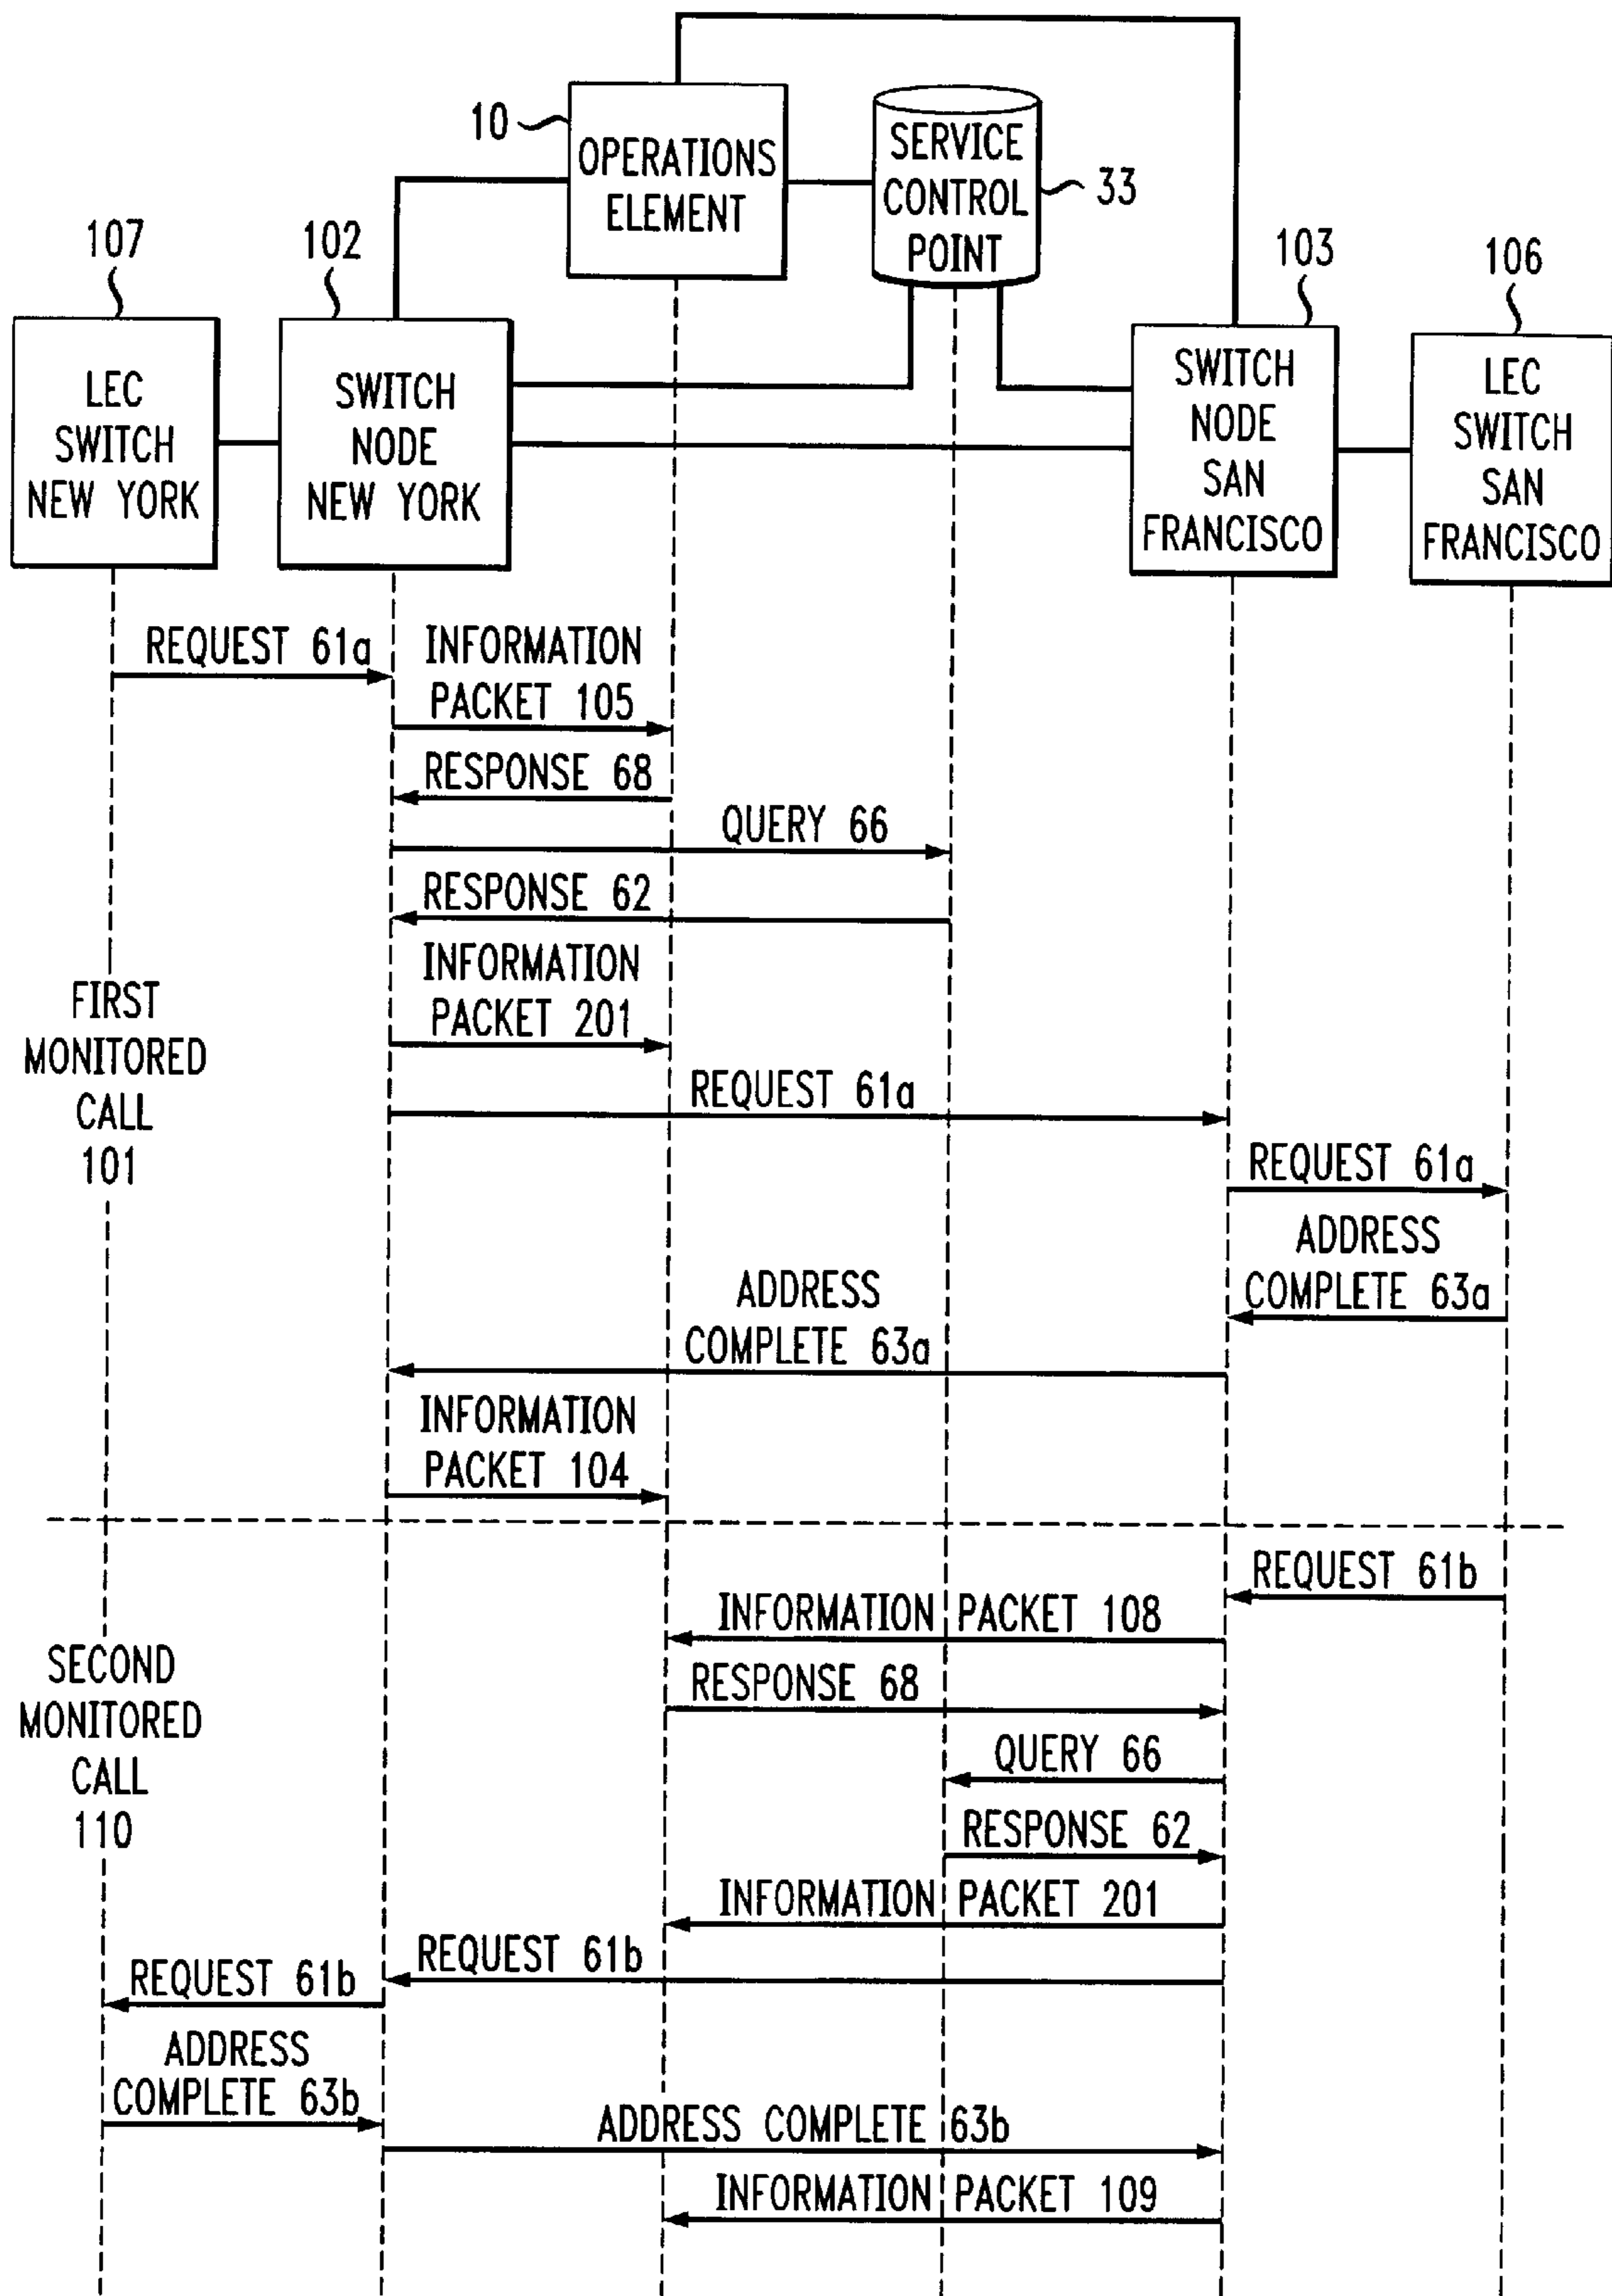 10
OPERATIONS
ELEMENT
SERVICE
CONTROL
POINT
33
107
102
103
106
LEC
SWITCH
NEW YORK
SWITCH
NODE
NEW YORK
SWITCH
NODE
SAN
FRANCISCO
LEC
SWITCH
SAN
FRANCISCO
REQUEST 61a
INFORMATION
PACKET 105
RESPONSE 68
QUERY 66
RESPONSE 62
INFORMATION
PACKET 201
FIRST
MONITORED
CALL
101
REQUEST 61a
REQUEST 61a
ADDRESS
COMPLETE 63a
ADDRESS
COMPLETE 63a
INFORMATION
PACKET 104
REQUEST 61b
INFORMATION PACKET 108
SECOND
MONITORED
CALL
110
RESPONSE 68
QUERY 66
RESPONSE 62
INFORMATION PACKET 201
REQUEST 61b
REQUEST 61b
ADDRESS
COMPLETE 63b
ADDRESS COMPLETE 63b
INFORMATION PACKET 109